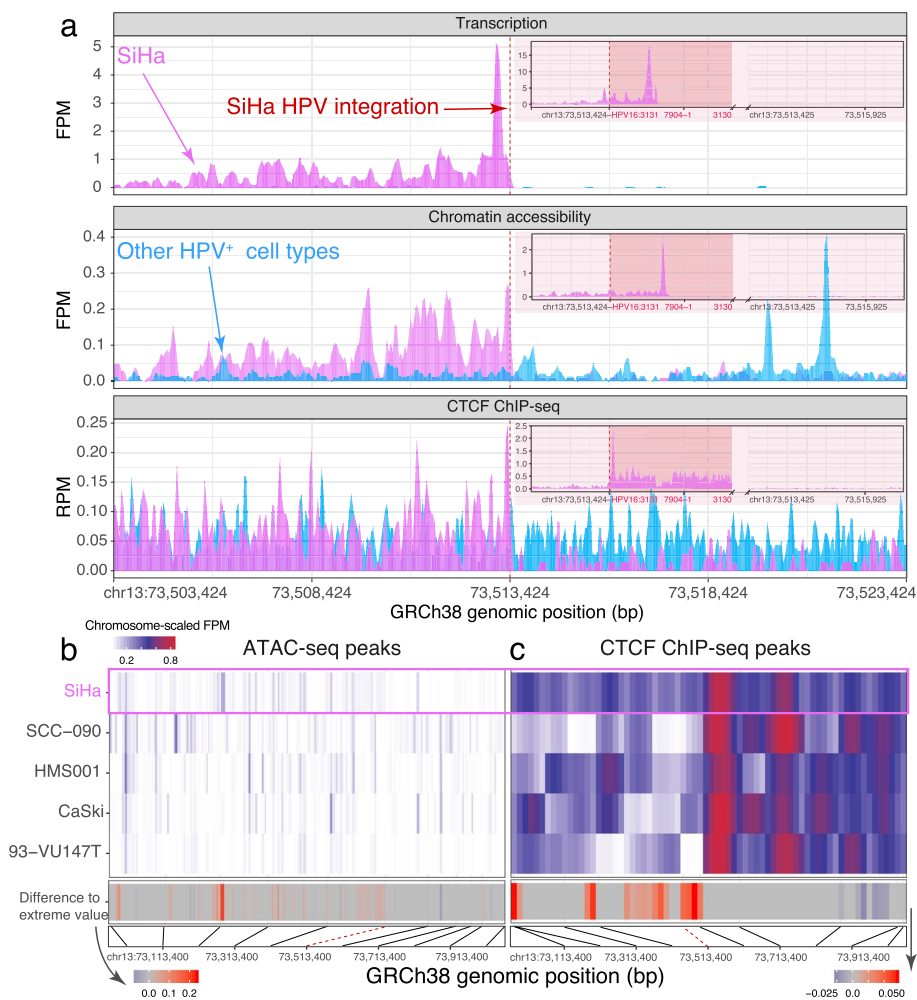 a
Transcription
SiHa
SiHa HPV integration
FPM
5
4
3
2
1
0
15
10
5
0
chr13:73,513,424–HPV16:3131 7904–1 3130 chr13:73,513,425 73,515,925
Chromatin accessibility
Other HPV+ cell types
FPM
0.4
0.3
0.2
0.1
0.0
2
1
0
chr13:73,513,424–HPV16:3131 7904–1 3130 chr13:73,513,425 73,515,925
CTCF ChIP-seq
RPM
0.25
0.20
0.15
0.10
0.05
0.00
2.5
2.0
1.5
1.0
0.5
0.0
chr13:73,513,424–HPV16:3131 7904–1 3130 chr13:73,513,425 73,515,925
chr13:73,503,424 73,508,424 73,513,424 73,518,424 73,523,424
GRCh38 genomic position (bp)
Chromosome-scaled FPM
0.2 0.8
b
ATAC-seq peaks
c
CTCF ChIP-seq peaks
SiHa
SCC–090
HMS001
CaSki
93–VU147T
Difference to
extreme value
chr13:73,113,400 73,313,400 73,513,400 73,713,400 73,913,400
chr13:73,113,400 73,313,400 73,513,400 73,713,400 73,913,400
GRCh38 genomic position (bp)
0.0 0.1 0.2
−0.025 0.0 0.050